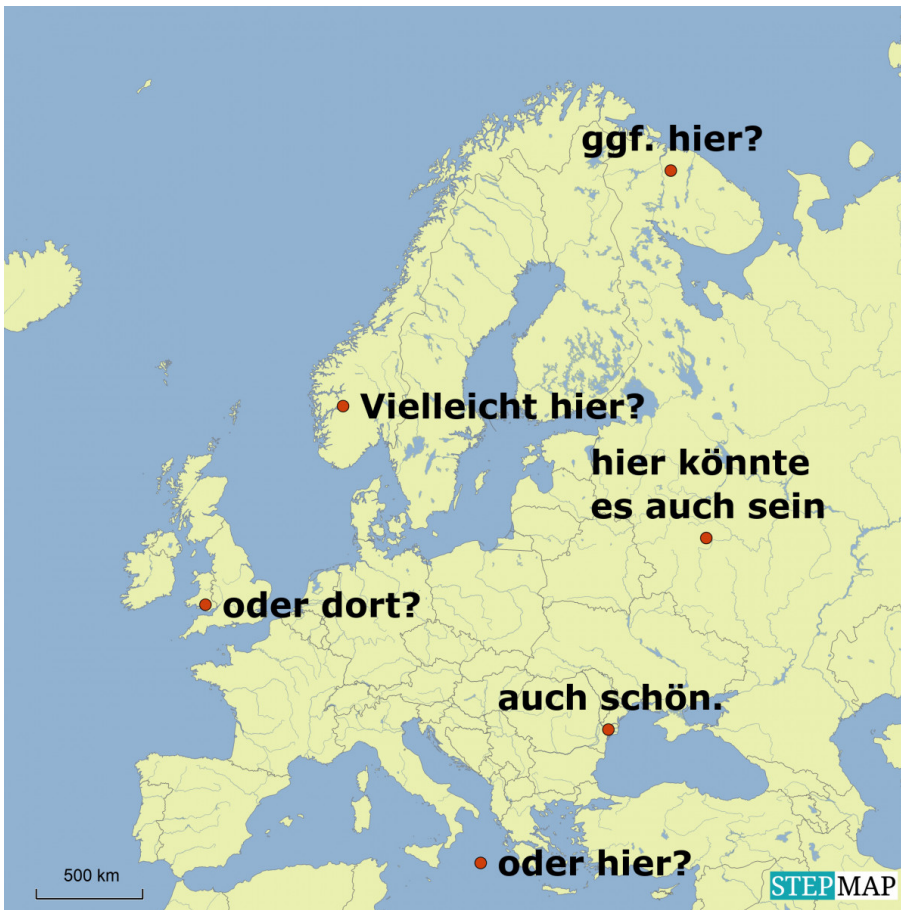 ggf. hier?
Vielleicht hier?
hier könnte
es auch sein
oder dort?
auch schön.
oder hier?
500 km
STEPMAP